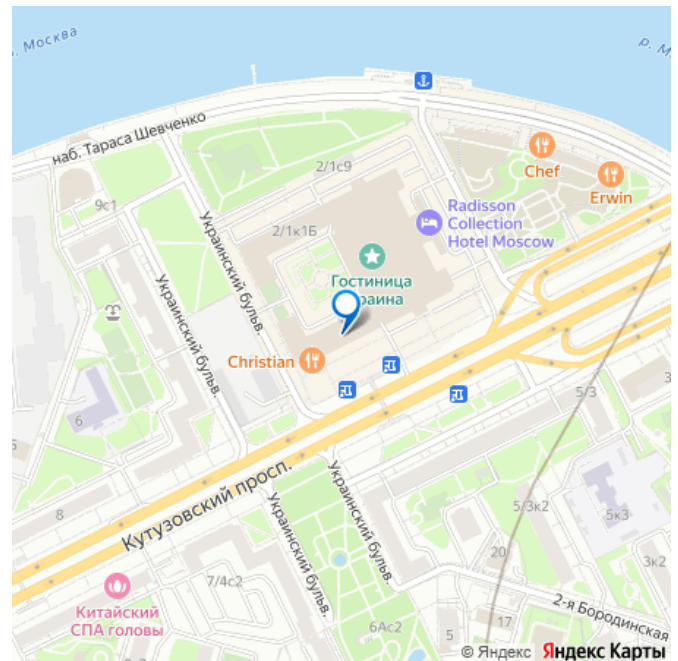 р. Москва
р. М
наб. Тараса Шевченко
2/1с9
Chef
Erwin
9с1
Radisson
Collection
Hotel Moscow
2/1к1Б
Украинский бульв.
Гостиница
раина
Украинский бульв.
Christian
6
5/3
3
8
Кутузовский просп.
Украинский бульв.
5/3к2
5к3
20
3к2
7/4с2
Украинский бульв.
Китайский
СПА головы
6Ас2
5
17
2-я Бородинская
© Яндекс Яндекс Карты